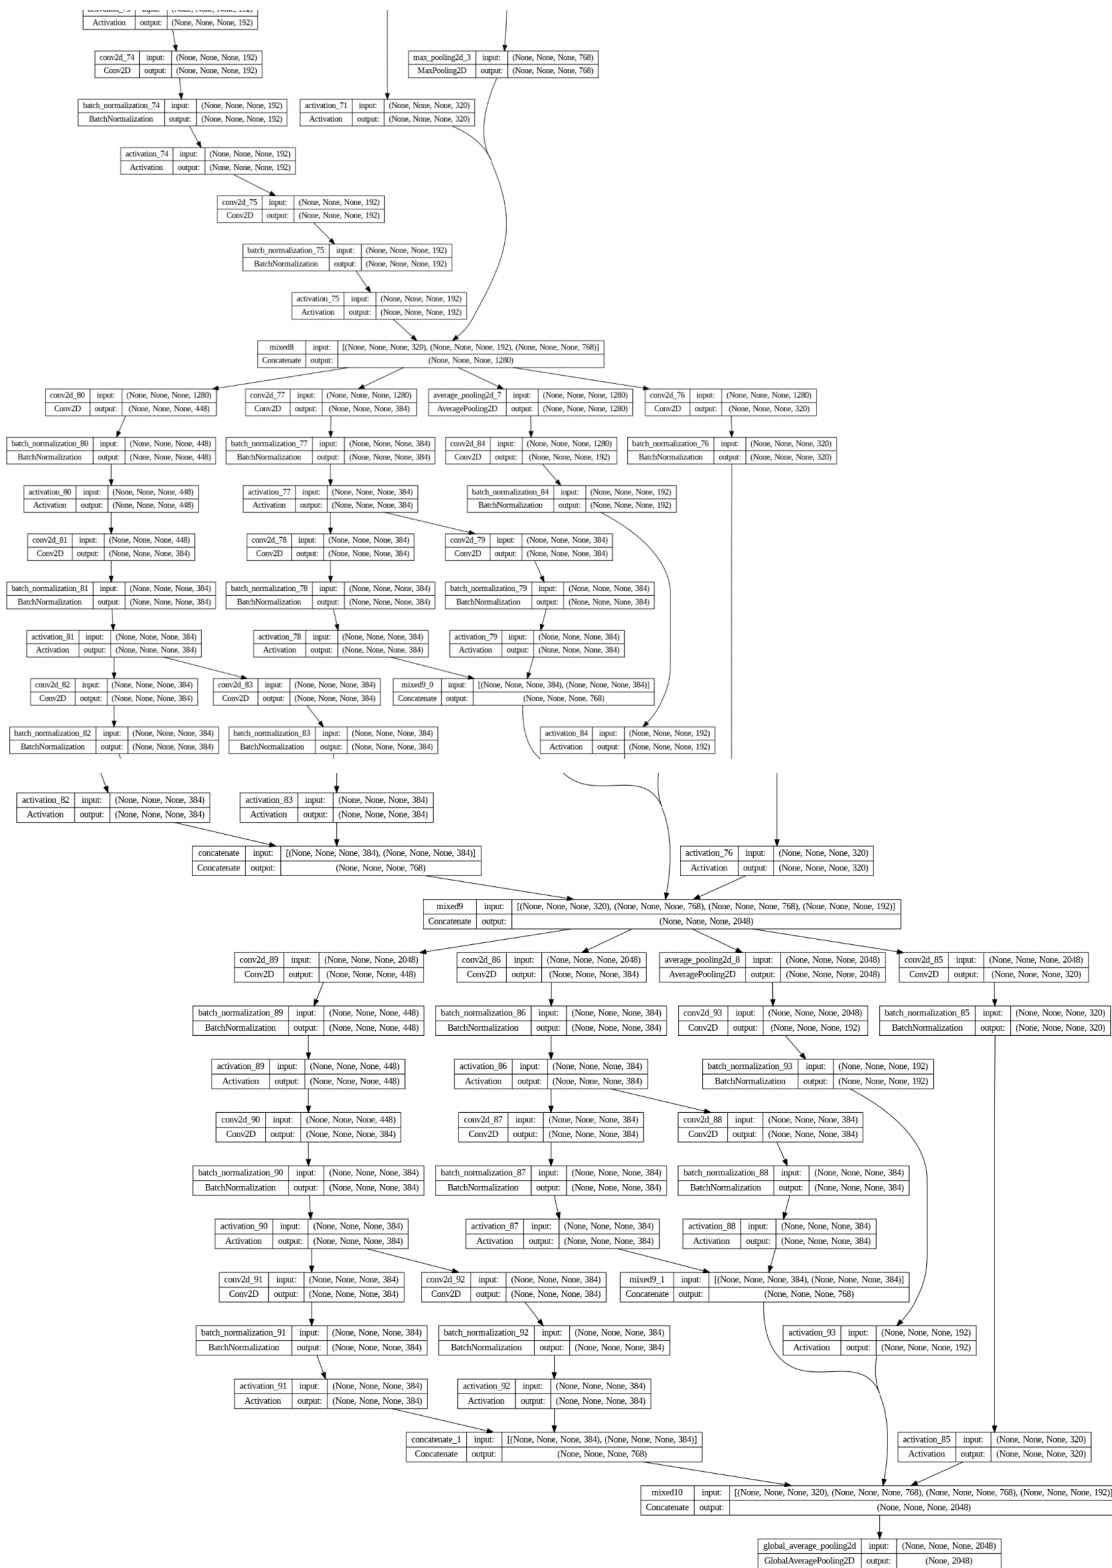 Activation output: (None, None, None, 192)
conv2d_74 input: (None, None, None, 192)
Conv2D output: (None, None, None, 192)
max_pooling2d_3 input: (None, None, None, 768)
MaxPooling2D output: (None, None, None, 768)
batch_normalization_74 input: (None, None, None, 192)
BatchNormalization output: (None, None, None, 192)
activation_71 input: (None, None, None, 320)
Activation output: (None, None, None, 320)
activation_74 input: (None, None, None, 192)
Activation output: (None, None, None, 192)
conv2d_75 input: (None, None, None, 192)
Conv2D output: (None, None, None, 192)
batch_normalization_75 input: (None, None, None, 192)
BatchNormalization output: (None, None, None, 192)
activation_75 input: (None, None, None, 192)
Activation output: (None, None, None, 192)
mixed8 input: [(None, None, None, 320), (None, None, None, 192), (None, None, None, 768)]
Concatenate output: (None, None, None, 1280)
conv2d_80 input: (None, None, None, 1280)
Conv2D output: (None, None, None, 448)
conv2d_77 input: (None, None, None, 1280)
Conv2D output: (None, None, None, 384)
average_pooling2d_7 input: (None, None, None, 1280)
AveragePooling2D output: (None, None, None, 1280)
conv2d_76 input: (None, None, None, 1280)
Conv2D output: (None, None, None, 320)
batch_normalization_80 input: (None, None, None, 448)
BatchNormalization output: (None, None, None, 448)
batch_normalization_77 input: (None, None, None, 384)
BatchNormalization output: (None, None, None, 384)
conv2d_84 input: (None, None, None, 1280)
Conv2D output: (None, None, None, 192)
batch_normalization_76 input: (None, None, None, 320)
BatchNormalization output: (None, None, None, 320)
activation_80 input: (None, None, None, 448)
Activation output: (None, None, None, 448)
activation_77 input: (None, None, None, 384)
Activation output: (None, None, None, 384)
batch_normalization_84 input: (None, None, None, 192)
BatchNormalization output: (None, None, None, 192)
conv2d_81 input: (None, None, None, 448)
Conv2D output: (None, None, None, 384)
conv2d_78 input: (None, None, None, 384)
Conv2D output: (None, None, None, 384)
conv2d_79 input: (None, None, None, 384)
Conv2D output: (None, None, None, 384)
batch_normalization_81 input: (None, None, None, 384)
BatchNormalization output: (None, None, None, 384)
batch_normalization_78 input: (None, None, None, 384)
BatchNormalization output: (None, None, None, 384)
batch_normalization_79 input: (None, None, None, 384)
BatchNormalization output: (None, None, None, 384)
activation_81 input: (None, None, None, 384)
Activation output: (None, None, None, 384)
activation_78 input: (None, None, None, 384)
Activation output: (None, None, None, 384)
activation_79 input: (None, None, None, 384)
Activation output: (None, None, None, 384)
conv2d_82 input: (None, None, None, 384)
Conv2D output: (None, None, None, 384)
conv2d_83 input: (None, None, None, 384)
Conv2D output: (None, None, None, 384)
mixed9_0 input: [(None, None, None, 384), (None, None, None, 384)]
Concatenate output: (None, None, None, 768)
batch_normalization_82 input: (None, None, None, 384)
BatchNormalization output: (None, None, None, 384)
batch_normalization_83 input: (None, None, None, 384)
BatchNormalization output: (None, None, None, 384)
activation_84 input: (None, None, None, 192)
Activation output: (None, None, None, 192)
activation_82 input: (None, None, None, 384)
Activation output: (None, None, None, 384)
activation_83 input: (None, None, None, 384)
Activation output: (None, None, None, 384)
concatenate input: [(None, None, None, 384), (None, None, None, 384)]
Concatenate output: (None, None, None, 768)
activation_76 input: (None, None, None, 320)
Activation output: (None, None, None, 320)
mixed9 input: [(None, None, None, 320), (None, None, None, 768), (None, None, None, 768), (None, None, None, 192)]
Concatenate output: (None, None, None, 2048)
conv2d_89 input: (None, None, None, 2048)
Conv2D output: (None, None, None, 448)
conv2d_86 input: (None, None, None, 2048)
Conv2D output: (None, None, None, 384)
average_pooling2d_8 input: (None, None, None, 2048)
AveragePooling2D output: (None, None, None, 2048)
conv2d_85 input: (None, None, None, 2048)
Conv2D output: (None, None, None, 320)
batch_normalization_89 input: (None, None, None, 448)
BatchNormalization output: (None, None, None, 448)
batch_normalization_86 input: (None, None, None, 384)
BatchNormalization output: (None, None, None, 384)
conv2d_93 input: (None, None, None, 2048)
Conv2D output: (None, None, None, 192)
batch_normalization_85 input: (None, None, None, 320)
BatchNormalization output: (None, None, None, 320)
activation_89 input: (None, None, None, 448)
Activation output: (None, None, None, 448)
activation_86 input: (None, None, None, 384)
Activation output: (None, None, None, 384)
batch_normalization_93 input: (None, None, None, 192)
BatchNormalization output: (None, None, None, 192)
conv2d_90 input: (None, None, None, 448)
Conv2D output: (None, None, None, 384)
conv2d_87 input: (None, None, None, 384)
Conv2D output: (None, None, None, 384)
conv2d_88 input: (None, None, None, 384)
Conv2D output: (None, None, None, 384)
batch_normalization_90 input: (None, None, None, 384)
BatchNormalization output: (None, None, None, 384)
batch_normalization_87 input: (None, None, None, 384)
BatchNormalization output: (None, None, None, 384)
batch_normalization_88 input: (None, None, None, 384)
BatchNormalization output: (None, None, None, 384)
activation_90 input: (None, None, None, 384)
Activation output: (None, None, None, 384)
activation_87 input: (None, None, None, 384)
Activation output: (None, None, None, 384)
activation_88 input: (None, None, None, 384)
Activation output: (None, None, None, 384)
conv2d_91 input: (None, None, None, 384)
Conv2D output: (None, None, None, 384)
conv2d_92 input: (None, None, None, 384)
Conv2D output: (None, None, None, 384)
mixed9_1 input: [(None, None, None, 384), (None, None, None, 384)]
Concatenate output: (None, None, None, 768)
batch_normalization_91 input: (None, None, None, 384)
BatchNormalization output: (None, None, None, 384)
batch_normalization_92 input: (None, None, None, 384)
BatchNormalization output: (None, None, None, 384)
activation_93 input: (None, None, None, 192)
Activation output: (None, None, None, 192)
activation_91 input: (None, None, None, 384)
Activation output: (None, None, None, 384)
activation_92 input: (None, None, None, 384)
Activation output: (None, None, None, 384)
concatenate_1 input: [(None, None, None, 384), (None, None, None, 384)]
Concatenate output: (None, None, None, 768)
activation_85 input: (None, None, None, 320)
Activation output: (None, None, None, 320)
mixed10 input: [(None, None, None, 320), (None, None, None, 768), (None, None, None, 768), (None, None, None, 192)]
Concatenate output: (None, None, None, 2048)
global_average_pooling2d input: (None, None, None, 2048)
GlobalAveragePooling2D output: (None, 2048)